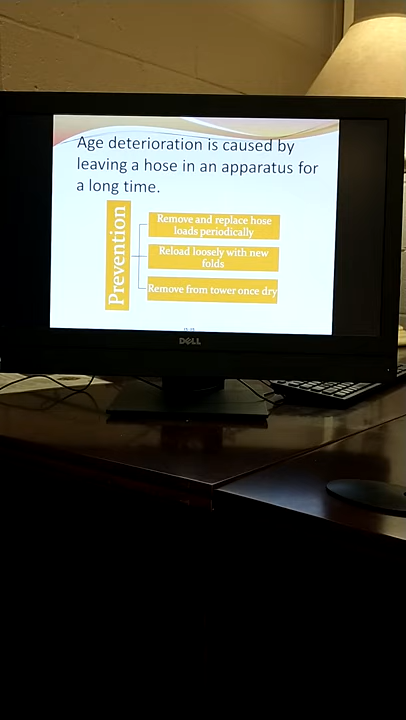 Age deterioration is caused by
leaving a hose in an apparatus for
a long time.
Prevention
Remove and replace hose
loads periodically
Reload loosely with new
folds
Remove from tower once dry
DELL